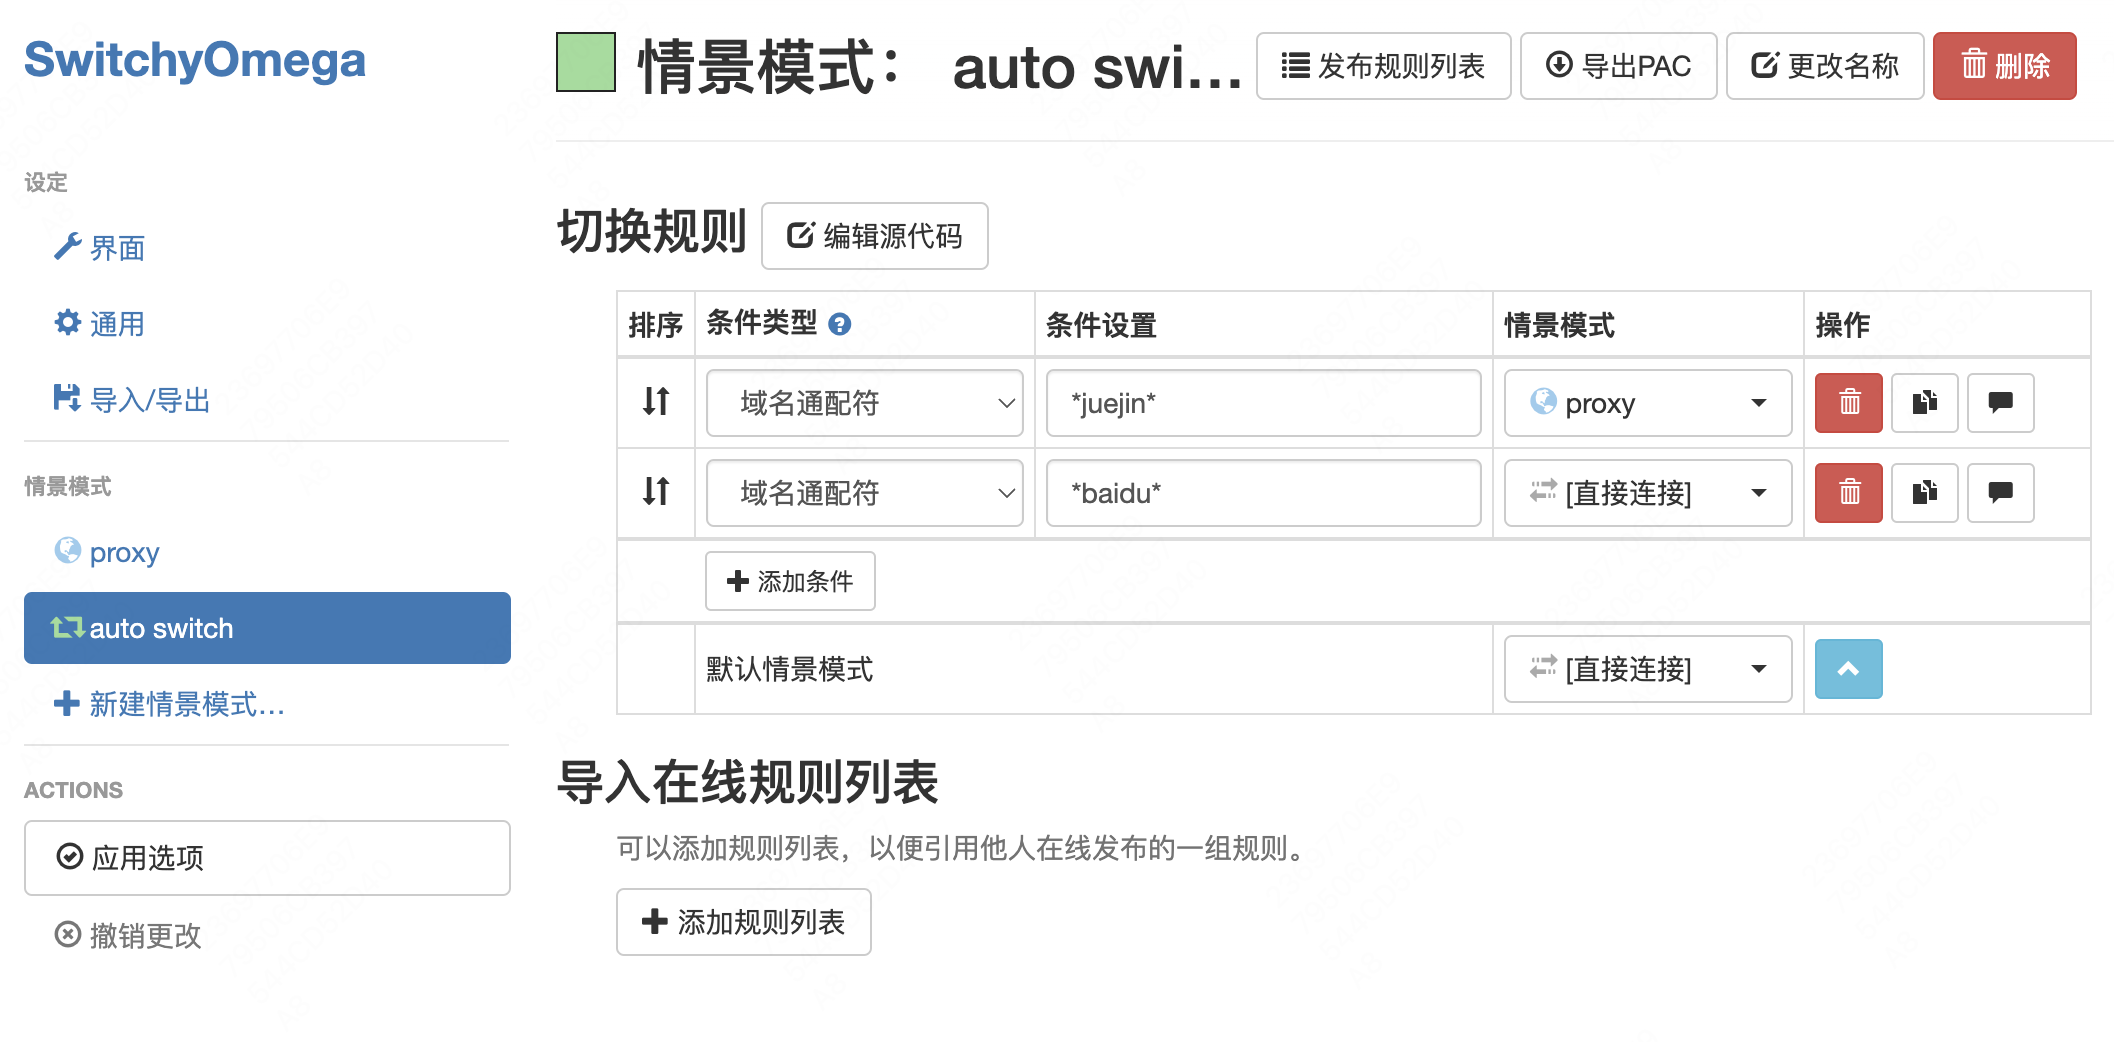 SwitchyOmega
设定
界面
通用
导入/导出
情景模式
proxy
auto switch
新建情景模式...
ACTIONS
应用选项
撤销更改
情景模式： auto swi...
发布规则列表
导出PAC
更改名称
删除
切换规则
编辑源代码
排序 条件类型 条件设置 情景模式 操作
域名通配符 *juejin* proxy
域名通配符 *baidu* [直接连接]
添加条件
默认情景模式 [直接连接]
导入在线规则列表
可以添加规则列表，以便引用他人在线发布的一组规则。
添加规则列表